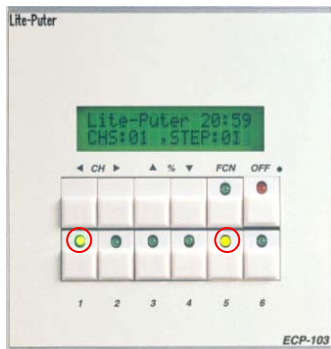 Lite-Puter
Lite-Puter 20:59
CHS:01 ,STEP:01
◀ CH ▶ ▲ % ▼ FCN OFF
1 2 3 4 5 6
ECP-103